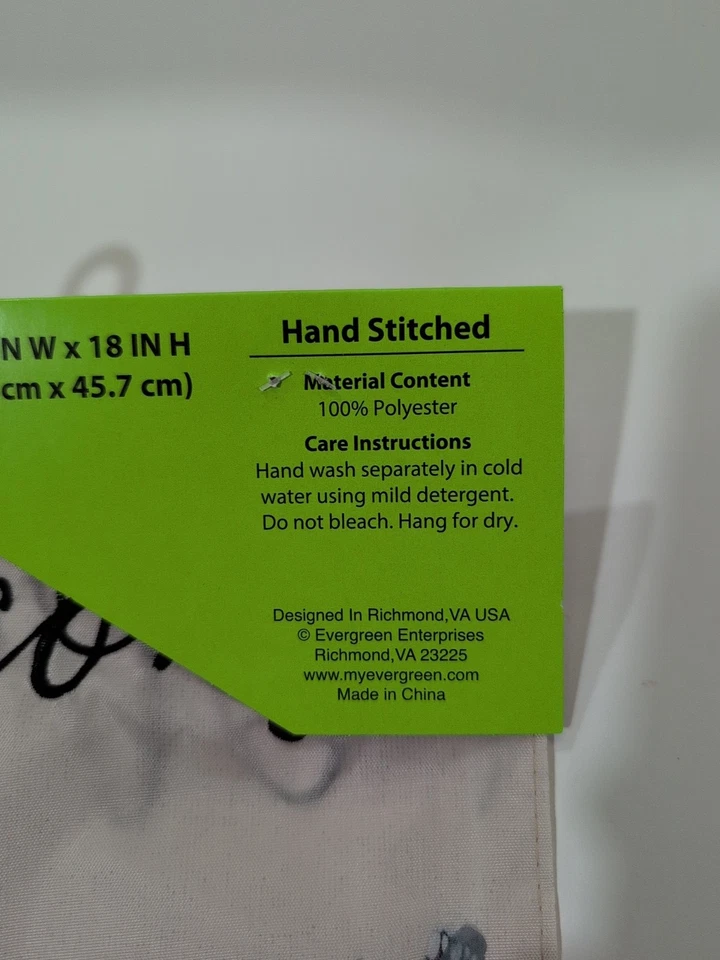 N W x 18 IN H
cm x 45.7 cm)
Hand Stitched
Material Content
100% Polyester
Care Instructions
Hand wash separately in cold
water using mild detergent.
Do not bleach. Hang for dry.
Designed In Richmond,VA USA
© Evergreen Enterprises
Richmond,VA 23225
www.myevergreen.com
Made in China